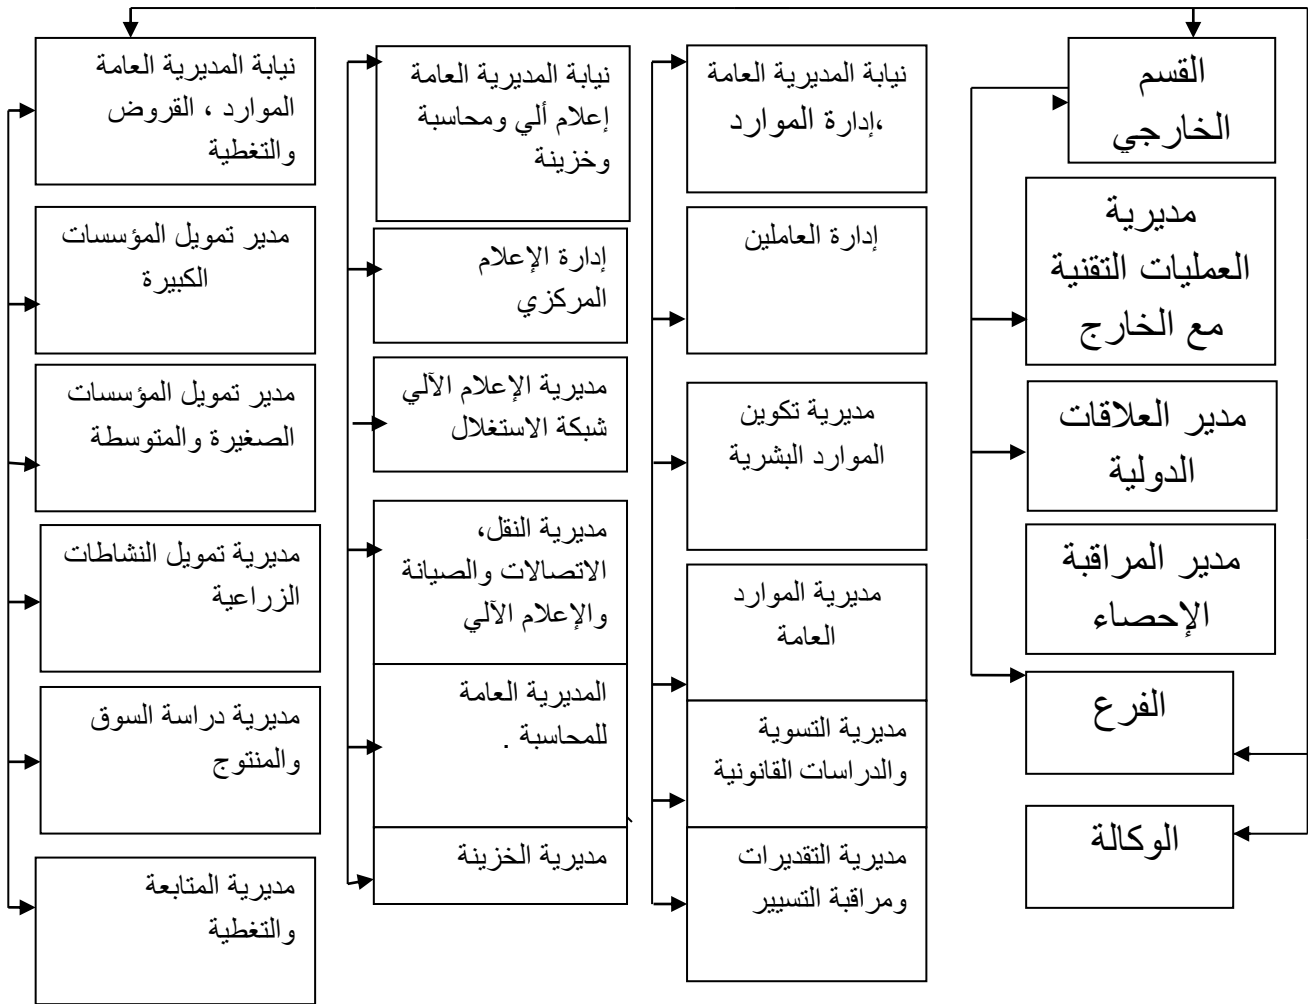 القسم
الخارجي
مديرية
العمليات التقنية
مع الخارج
مدير العلاقات
الدولية
مدير المراقبة
الإحصاء
الفرع
الوكالة
نيابة المديرية العامة
،إدارة الموارد
إدارة العاملين
مديرية تكوين
الموارد البشرية
مديرية الموارد
العامة
مديرية التسوية
والدراسات القانونية
مديرية التقديرات
ومراقبة التسيير
نيابة المديرية العامة
إعلام ألي ومحاسبة
وخزينة
إدارة الإعلام
المركزي
مديرية الإعلام الآلي
شبكة الاستغلال
مديرية النقل،
الاتصالات والصيانة
والإعلام الآلي
المديرية العامة
للمحاسبة .
مديرية الخزينة
نيابة المديرية العامة
الموارد ، القروض
والتغطية
مدير تمويل المؤسسات
الكبيرة
مدير تمويل المؤسسات
الصغيرة والمتوسطة
مديرية تمويل النشاطات
الزراعية
مديرية دراسة السوق
والمنتوج
مديرية المتابعة
والتغطية